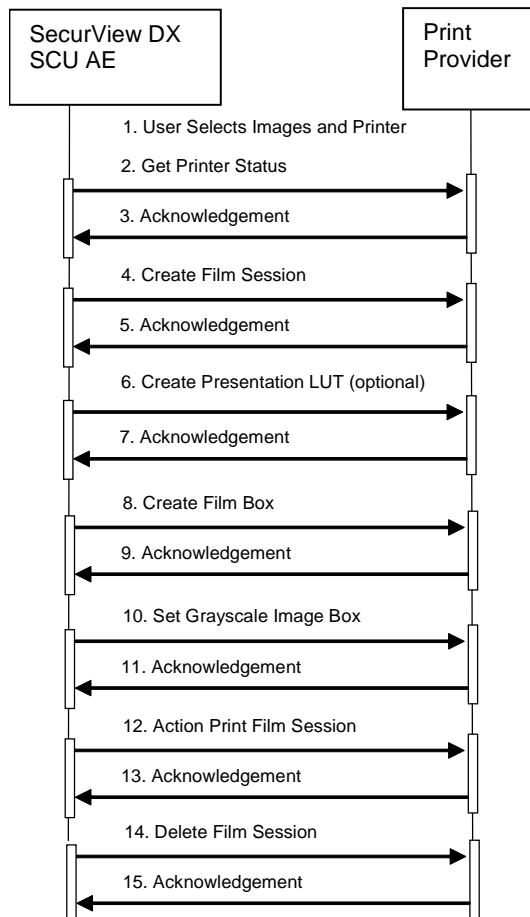 SecurView DX
SCU AE
Print
Provider
1. User Selects Images and Printer
2. Get Printer Status
3. Acknowledgement
4. Create Film Session
5. Acknowledgement
6. Create Presentation LUT (optional)
7. Acknowledgement
8. Create Film Box
9. Acknowledgement
10. Set Grayscale Image Box
11. Acknowledgement
12. Action Print Film Session
13. Acknowledgement
14. Delete Film Session
15. Acknowledgement